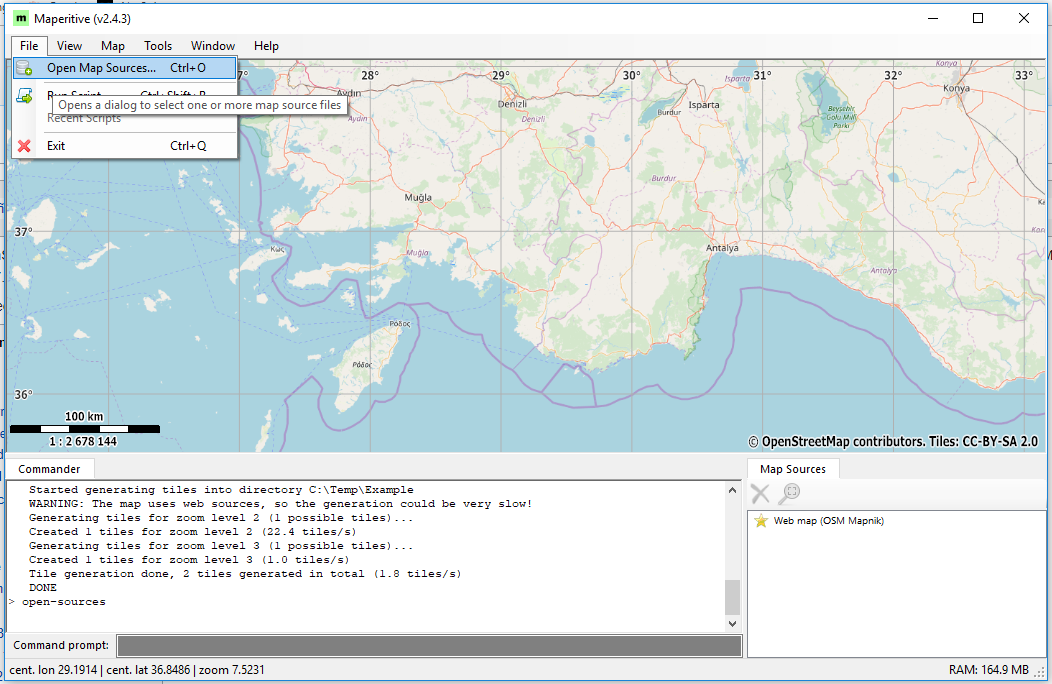 Maperitive (v2.4.3)
File View Map Tools Window Help
Open Map Sources... Ctrl+O
Opens a dialog to select one or more map source files
Recent Scripts
Exit Ctrl+Q
28° 29° 30° 31° 32° 33°
Aydın
Aydın
Denizli
Denizli
Isparta
Isparta
Burdur
Burdur
Konya
Konya
Beyşehir
Gölü Milli
Parkı
Muğla
Muğla
37°
Κως
Antalya
Antalya
Ρόδος
Ρόδος
36°
100 km
1 : 2 678 144
© OpenStreetMap contributors. Tiles: CC-BY-SA 2.0
Commander
Started generating tiles into directory C:\Temp\Example
WARNING: The map uses web sources, so the generation could be very slow!
Generating tiles for zoom level 2 (1 possible tiles)...
Created 1 tiles for zoom level 2 (22.4 tiles/s)
Generating tiles for zoom level 3 (1 possible tiles)...
Created 1 tiles for zoom level 3 (1.0 tiles/s)
Tile generation done, 2 tiles generated in total (1.8 tiles/s)
DONE
> open-sources
Command prompt:
Map Sources
Web map (OSM Mapnik)
cent. lon 29.1914 | cent. lat 36.8486 | zoom 7.5231
RAM: 164.9 MB